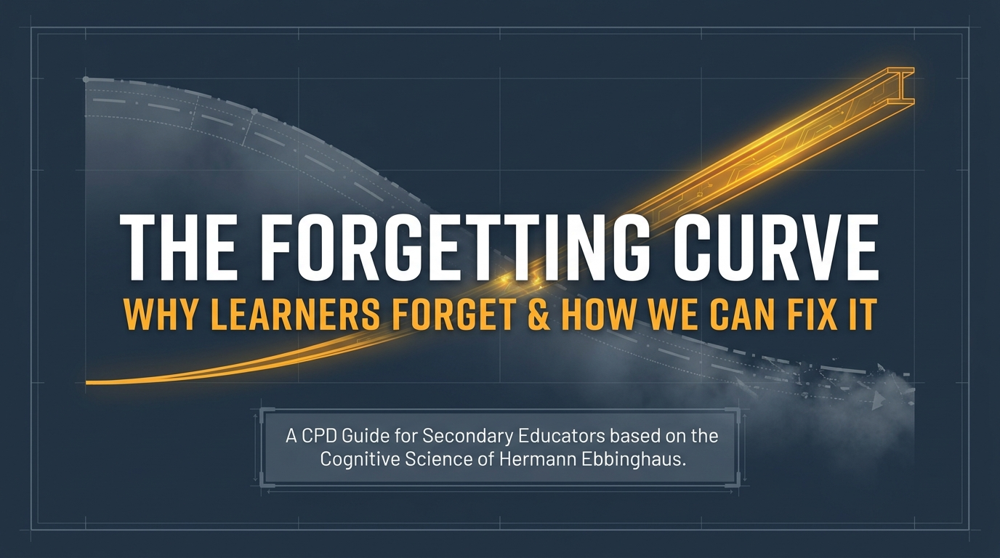 THE FORGETTING CURVE
WHY LEARNERS FORGET & HOW WE CAN FIX IT
A CPD Guide for Secondary Educators based on the
Cognitive Science of Hermann Ebbinghaus.